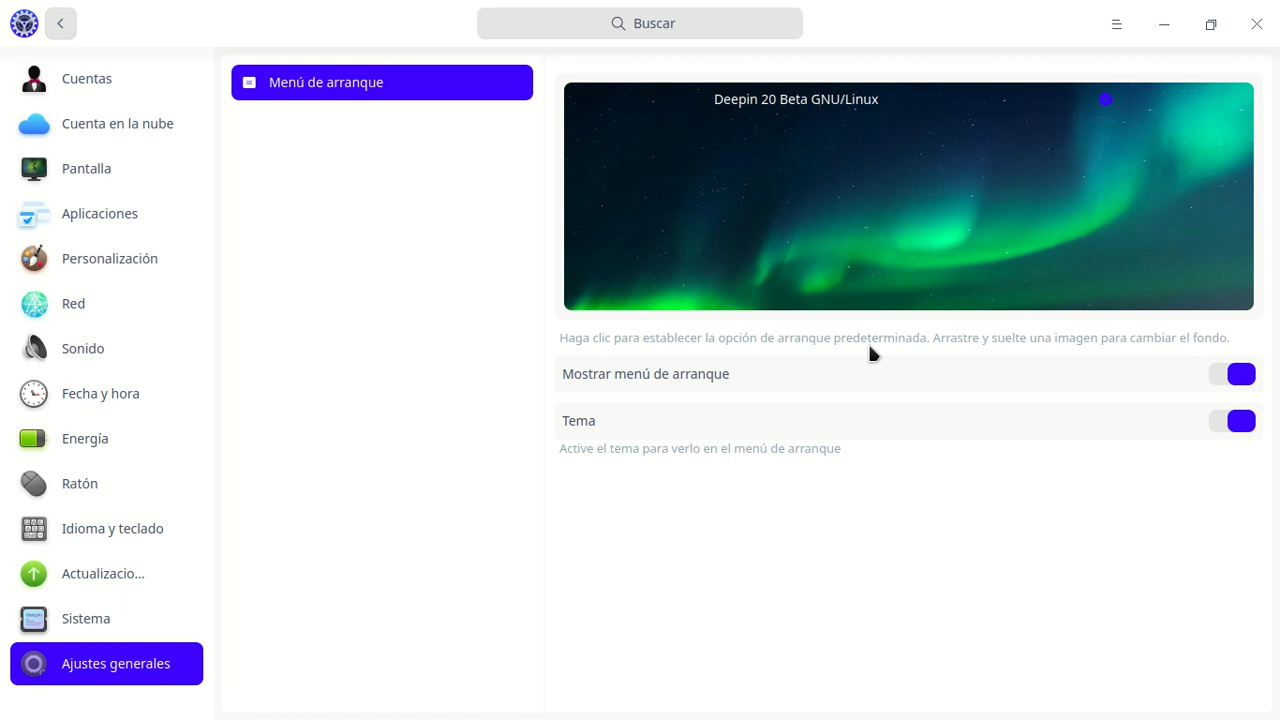 Buscar
Cuentas
Cuenta en la nube
Pantalla
Aplicaciones
Personalización
Red
Sonido
Fecha y hora
Energía
Ratón
Idioma y teclado
Actualizacio...
Sistema
Ajustes generales
Menú de arranque
Deepin 20 Beta GNU/Linux
Haga clic para establecer la opción de arranque predeterminada. Arrastre y suelte una imagen para cambiar el fondo.
Mostrar menú de arranque
Tema
Active el tema para verlo en el menú de arranque